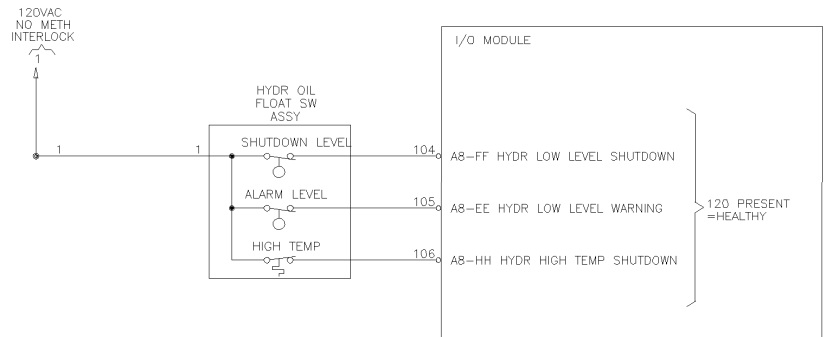 120VAC
NO METH
INTERLOCK
1
I/O MODULE
HYDR OIL
FLOAT SW
ASSY
1
1
SHUTDOWN LEVEL
104
A8-FF HYDR LOW LEVEL SHUTDOWN
ALARM LEVEL
105
A8-EE HYDR LOW LEVEL WARNING
120 PRESENT
=HEALTHY
HIGH TEMP
106
A8-HH HYDR HIGH TEMP SHUTDOWN